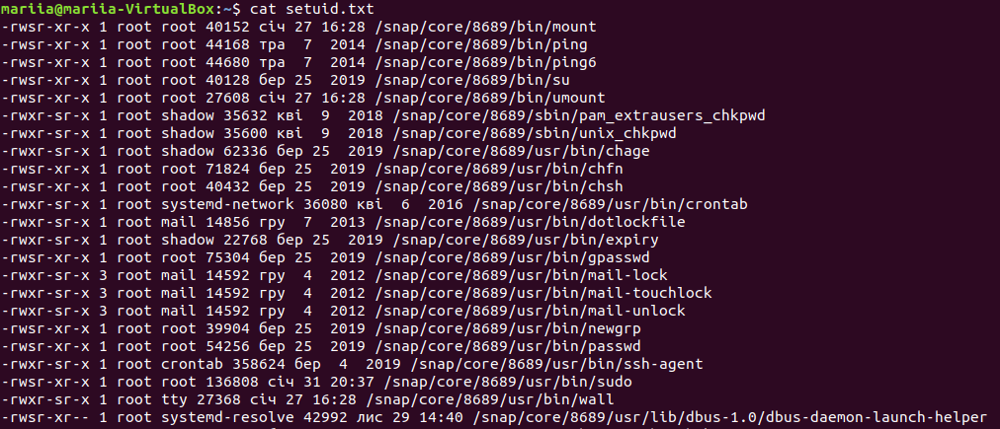 mariia@mariia-VirtualBox:~$ cat setuid.txt
-rwsr-xr-x 1 root root 40152 січ 27 16:28 /snap/core/8689/bin/mount
-rwsr-xr-x 1 root root 44168 тра  7  2014 /snap/core/8689/bin/ping
-rwsr-xr-x 1 root root 44680 тра  7  2014 /snap/core/8689/bin/ping6
-rwsr-xr-x 1 root root 40128 бер 25  2019 /snap/core/8689/bin/su
-rwsr-xr-x 1 root root 27608 січ 27 16:28 /snap/core/8689/bin/umount
-rwxr-sr-x 1 root shadow 35632 кві  9  2018 /snap/core/8689/sbin/pam_extrausers_chkpwd
-rwxr-sr-x 1 root shadow 35600 кві  9  2018 /snap/core/8689/sbin/unix_chkpwd
-rwxr-sr-x 1 root shadow 62336 бер 25  2019 /snap/core/8689/usr/bin/chage
-rwsr-xr-x 1 root root 71824 бер 25  2019 /snap/core/8689/usr/bin/chfn
-rwsr-xr-x 1 root root 40432 бер 25  2019 /snap/core/8689/usr/bin/chsh
-rwxr-sr-x 1 root systemd-network 36080 кві  6  2016 /snap/core/8689/usr/bin/crontab
-rwxr-sr-x 1 root mail 14856 гру  7  2013 /snap/core/8689/usr/bin/dotlockfile
-rwxr-sr-x 1 root shadow 22768 бер 25  2019 /snap/core/8689/usr/bin/expiry
-rwsr-xr-x 1 root root 75304 бер 25  2019 /snap/core/8689/usr/bin/gpasswd
-rwxr-sr-x 3 root mail 14592 гру  4  2012 /snap/core/8689/usr/bin/mail-lock
-rwxr-sr-x 3 root mail 14592 гру  4  2012 /snap/core/8689/usr/bin/mail-touchlock
-rwxr-sr-x 3 root mail 14592 гру  4  2012 /snap/core/8689/usr/bin/mail-unlock
-rwsr-xr-x 1 root root 39904 бер 25  2019 /snap/core/8689/usr/bin/newgrp
-rwsr-xr-x 1 root root 54256 бер 25  2019 /snap/core/8689/usr/bin/passwd
-rwxr-sr-x 1 root crontab 358624 бер  4  2019 /snap/core/8689/usr/bin/ssh-agent
-rwsr-xr-x 1 root root 136808 січ 31 20:37 /snap/core/8689/usr/bin/sudo
-rwxr-sr-x 1 root tty 27368 січ 27 16:28 /snap/core/8689/usr/bin/wall
-rwsr-xr-- 1 root systemd-resolve 42992 лис 29 14:40 /snap/core/8689/usr/lib/dbus-1.0/dbus-daemon-launch-helper